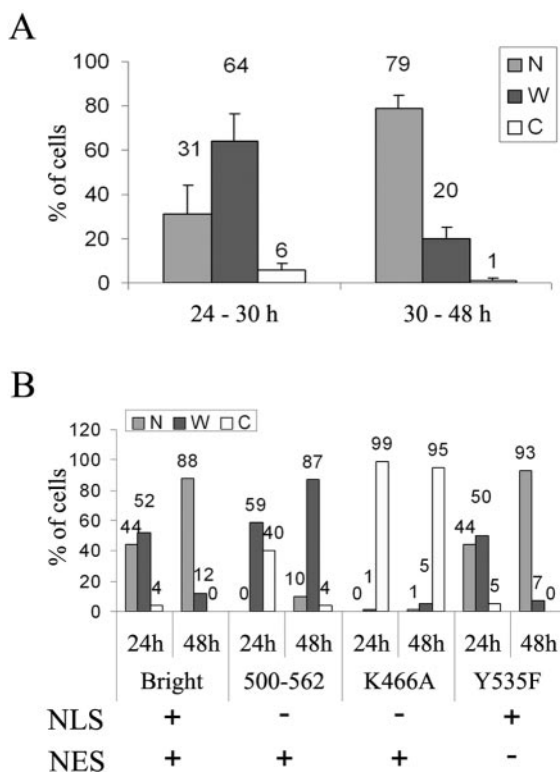 A
100
80
60
40
20
0
% of cells
31
64
6
79
20
1
N
W
C
24 - 30 h
30 - 48 h
B
N W C
120
100
80
60
40
20
0
% of cells
44 52 4 88 12 0
0 59 40 10 87 4
0 1 99 1 5 95
44 50 5 93 7 0
24h 48h 24h 48h 24h 48h 24h 48h
Bright 500-562 K466A Y535F
NLS + - - +
NES + + + -